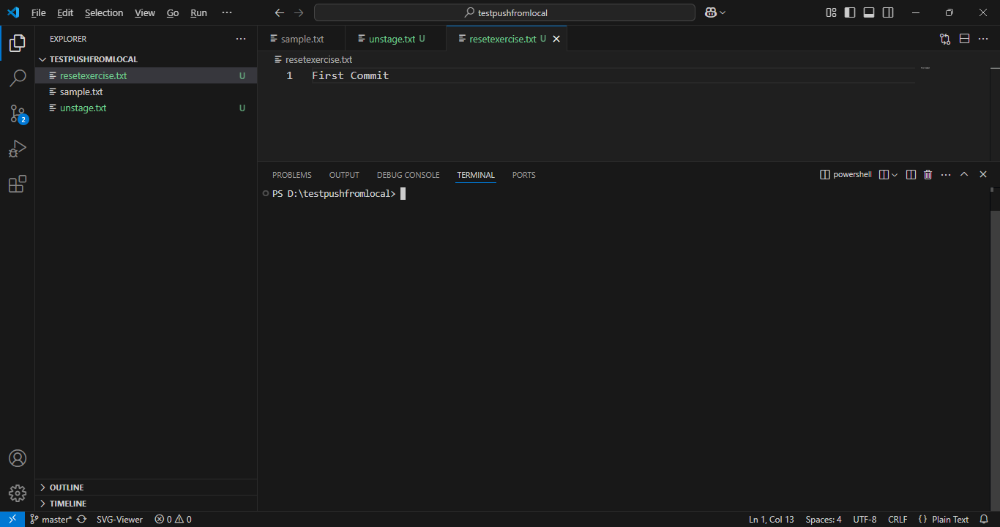 File Edit Selection View Go Run ··· testpushfromlocal
EXPLORER ···
TESTPUSHFROMLOCAL
resetexercise.txt U
sample.txt
unstage.txt U
2
OUTLINE
TIMELINE
sample.txt unstage.txt U resetexercise.txt U
resetexercise.txt
1 First Commit
PROBLEMS OUTPUT DEBUG CONSOLE TERMINAL PORTS powershell
PS D:\testpushfromlocal>
master* SVG-Viewer 0 0 Ln 1, Col 13 Spaces: 4 UTF-8 CRLF {} Plain Text